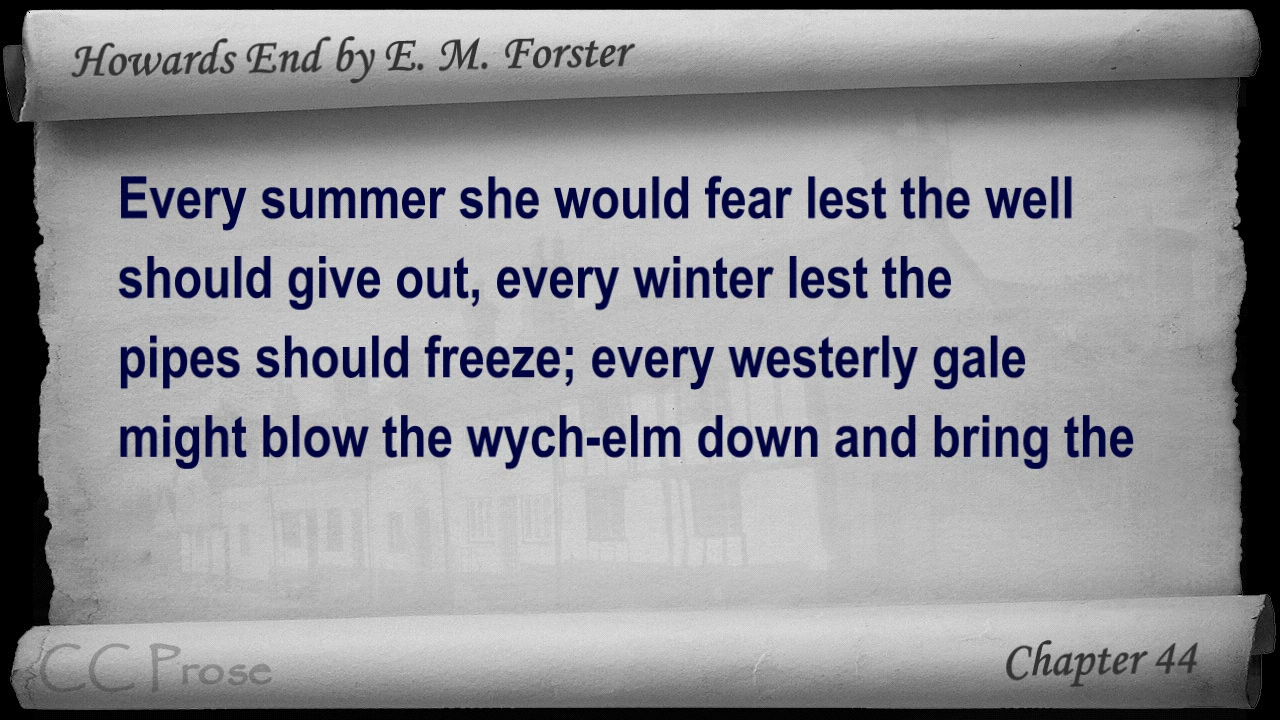 Howards End by E. M. Forster
Every summer she would fear lest the well
should give out, every winter lest the
pipes should freeze; every westerly gale
might blow the wych-elm down and bring the
CC Prose
Chapter 44